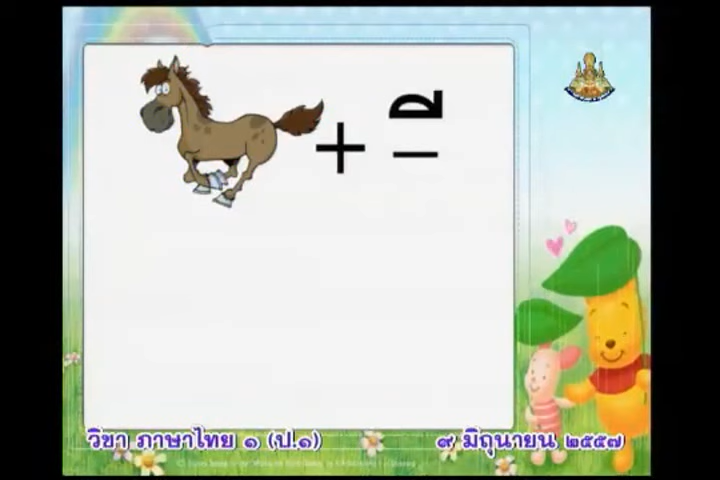 + –ี
วิชา ภาษาไทย ๑ (ป.๑)
๙ มิถุนายน ๒๕๕๗